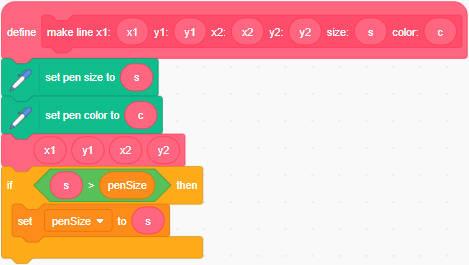 define make line x1: x1 y1: y1 x2: x2 y2: y2 size: s color: c
set pen size to s
set pen color to c
x1 y1 x2 y2
if s > penSize then
set penSize to s